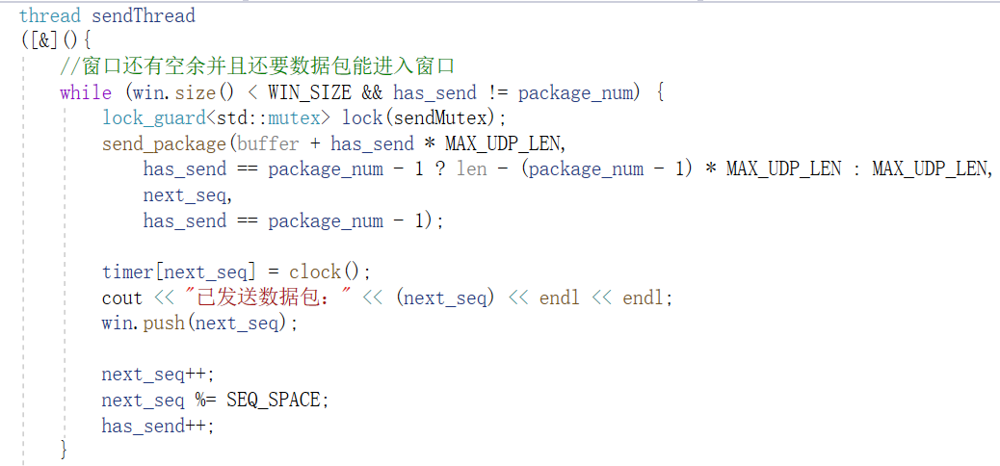 thread sendThread
([&](){
//窗口还有空余并且还要数据包能进入窗口
while (win.size() < WIN_SIZE && has_send != package_num) {
lock_guard<std::mutex> lock(sendMutex);
send_package(buffer + has_send * MAX_UDP_LEN,
has_send == package_num - 1 ? len - (package_num - 1) * MAX_UDP_LEN : MAX_UDP_LEN,
next_seq,
has_send == package_num - 1);
timer[next_seq] = clock();
cout << "已发送数据包：" << (next_seq) << endl << endl;
win.push(next_seq);
next_seq++;
next_seq %= SEQ_SPACE;
has_send++;
}